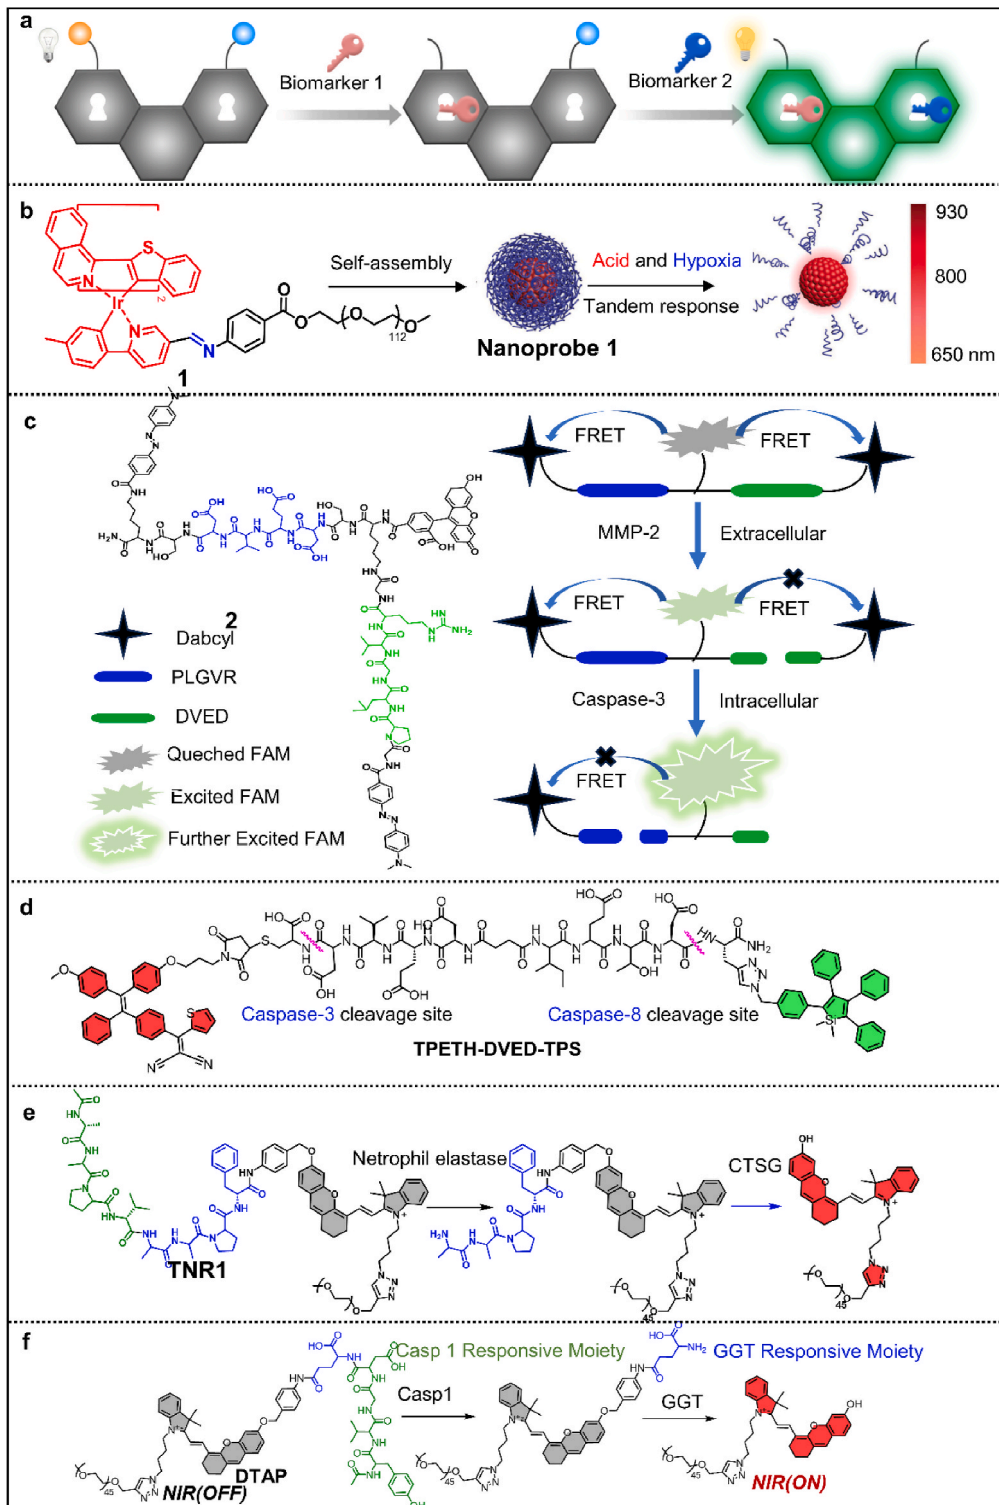 a
Biomarker 1
Biomarker 2
b
Self-assembly
Acid and Hypoxia
Tandem response
Nanoprobe 1
1
930
800
650 nm
c
FRET
FRET
MMP-2
Extracellular
FRET
FRET
Caspase-3
Intracellular
FRET
2
Dabcyl
PLGVR
DVED
Queched FAM
Excited FAM
Further Excited FAM
d
Caspase-3 cleavage site
Caspase-8 cleavage site
TPETH-DVED-TPS
e
TNR1
Netrophil elastase
CTSG
f
Casp 1 Responsive Moiety
GGT Responsive Moiety
Casp1
GGT
DTAP
NIR(OFF)
NIR(ON)